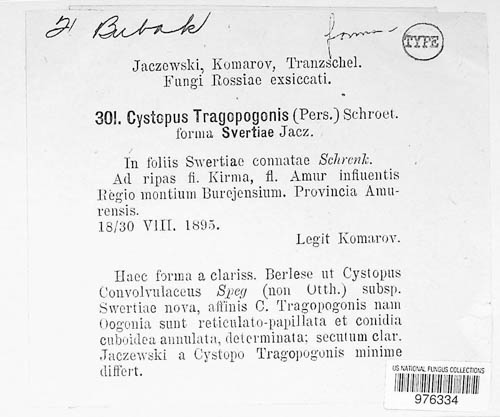 F Bubak
forma
TYPE
Jaczewski, Komarov, Tranzschel.
Fungi Rossiae exsiccati.
301. Cystopus Tragopogonis (Pers.) Schroet.
forma Svertiae Jacz.
In foliis Swertiae connatae Schrenk.
Ad ripas fi. Kirma, fl. Amur influentis
Regio montium Burejensium. Provincia Amu-
rensis.
18/30 VIII. 1895.
Legit Komarov.
Haec forma a clariss. Berlese ut Cystopus
Convolvulaceus Speg (non Otth.) subsp.
Swertiae nova, affinis C. Tragopogonis nam
Oogonia sunt reticulato-papillata et conidia
cuboidea annulata, determinata; secutum clar.
Jaczewski a Cystopo Tragopogonis minime
differt.
US NATIONAL FUNGUS COLLECTIONS
976334